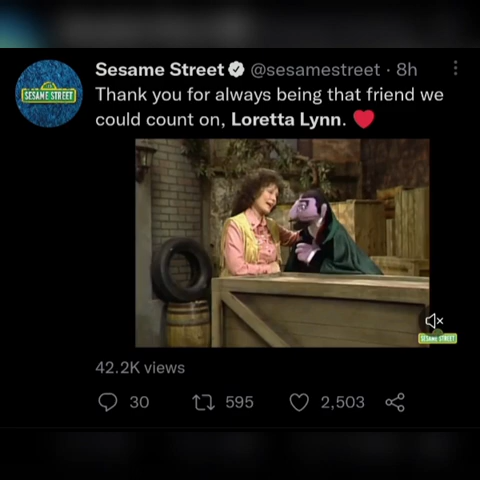 Sesame Street @sesamestreet · 8h
SESAME STREET
Thank you for always being that friend we
could count on, Loretta Lynn. ❤️
SESAME STREET
42.2K views
30 595 2,503